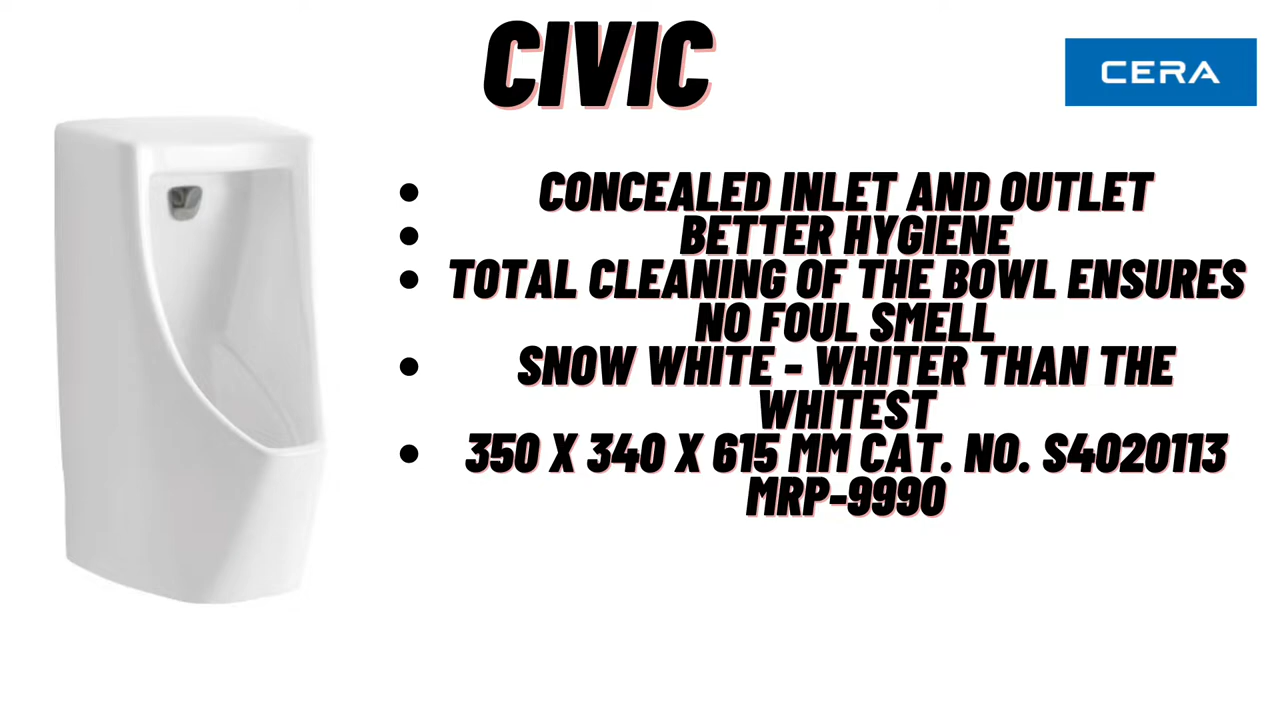 CIVIC
CERA
CONCEALED INLET AND OUTLET
BETTER HYGIENE
TOTAL CLEANING OF THE BOWL ENSURES
NO FOUL SMELL
SNOW WHITE - WHITER THAN THE
WHITEST
350 X 340 X 615 MM CAT. NO. S4020113
MRP-9990